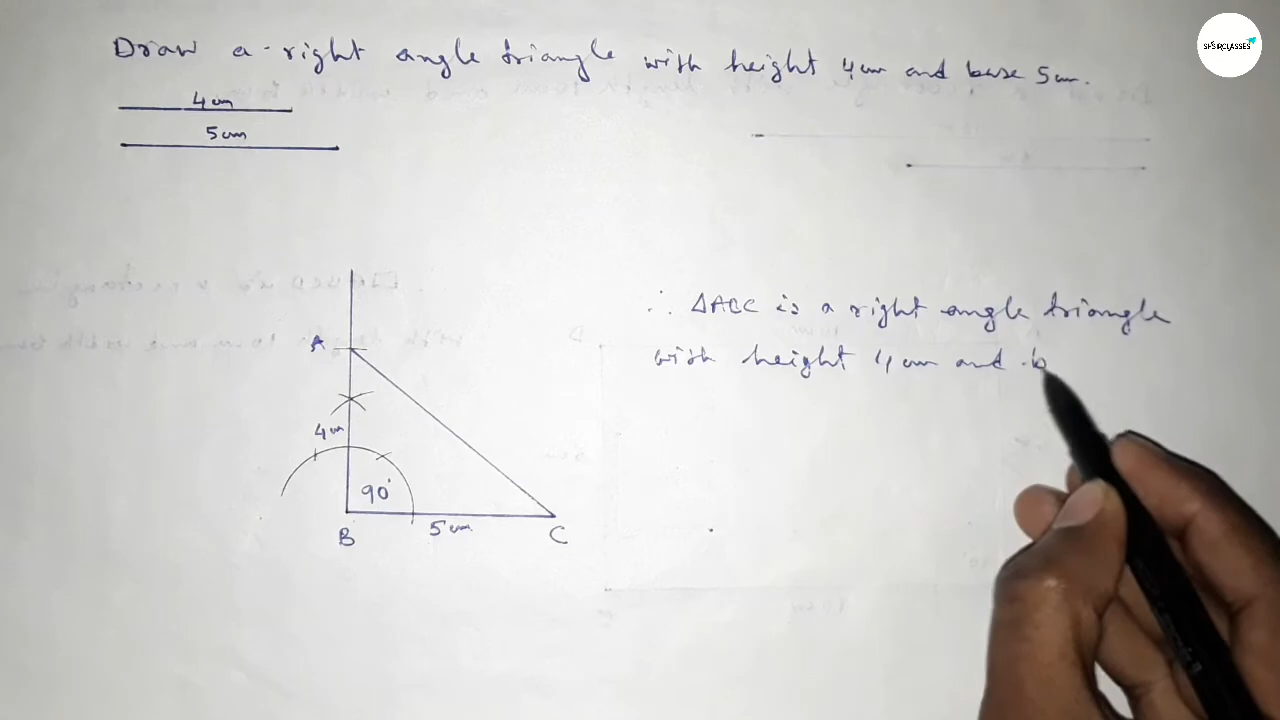 Draw a right angle triangle with height 4cm and base 5cm.
SHSIRCLASSES
4cm
5cm
∴ ΔABC is a right angle triangle
with height 4cm and b
A
4cm
90°
B
5cm
C